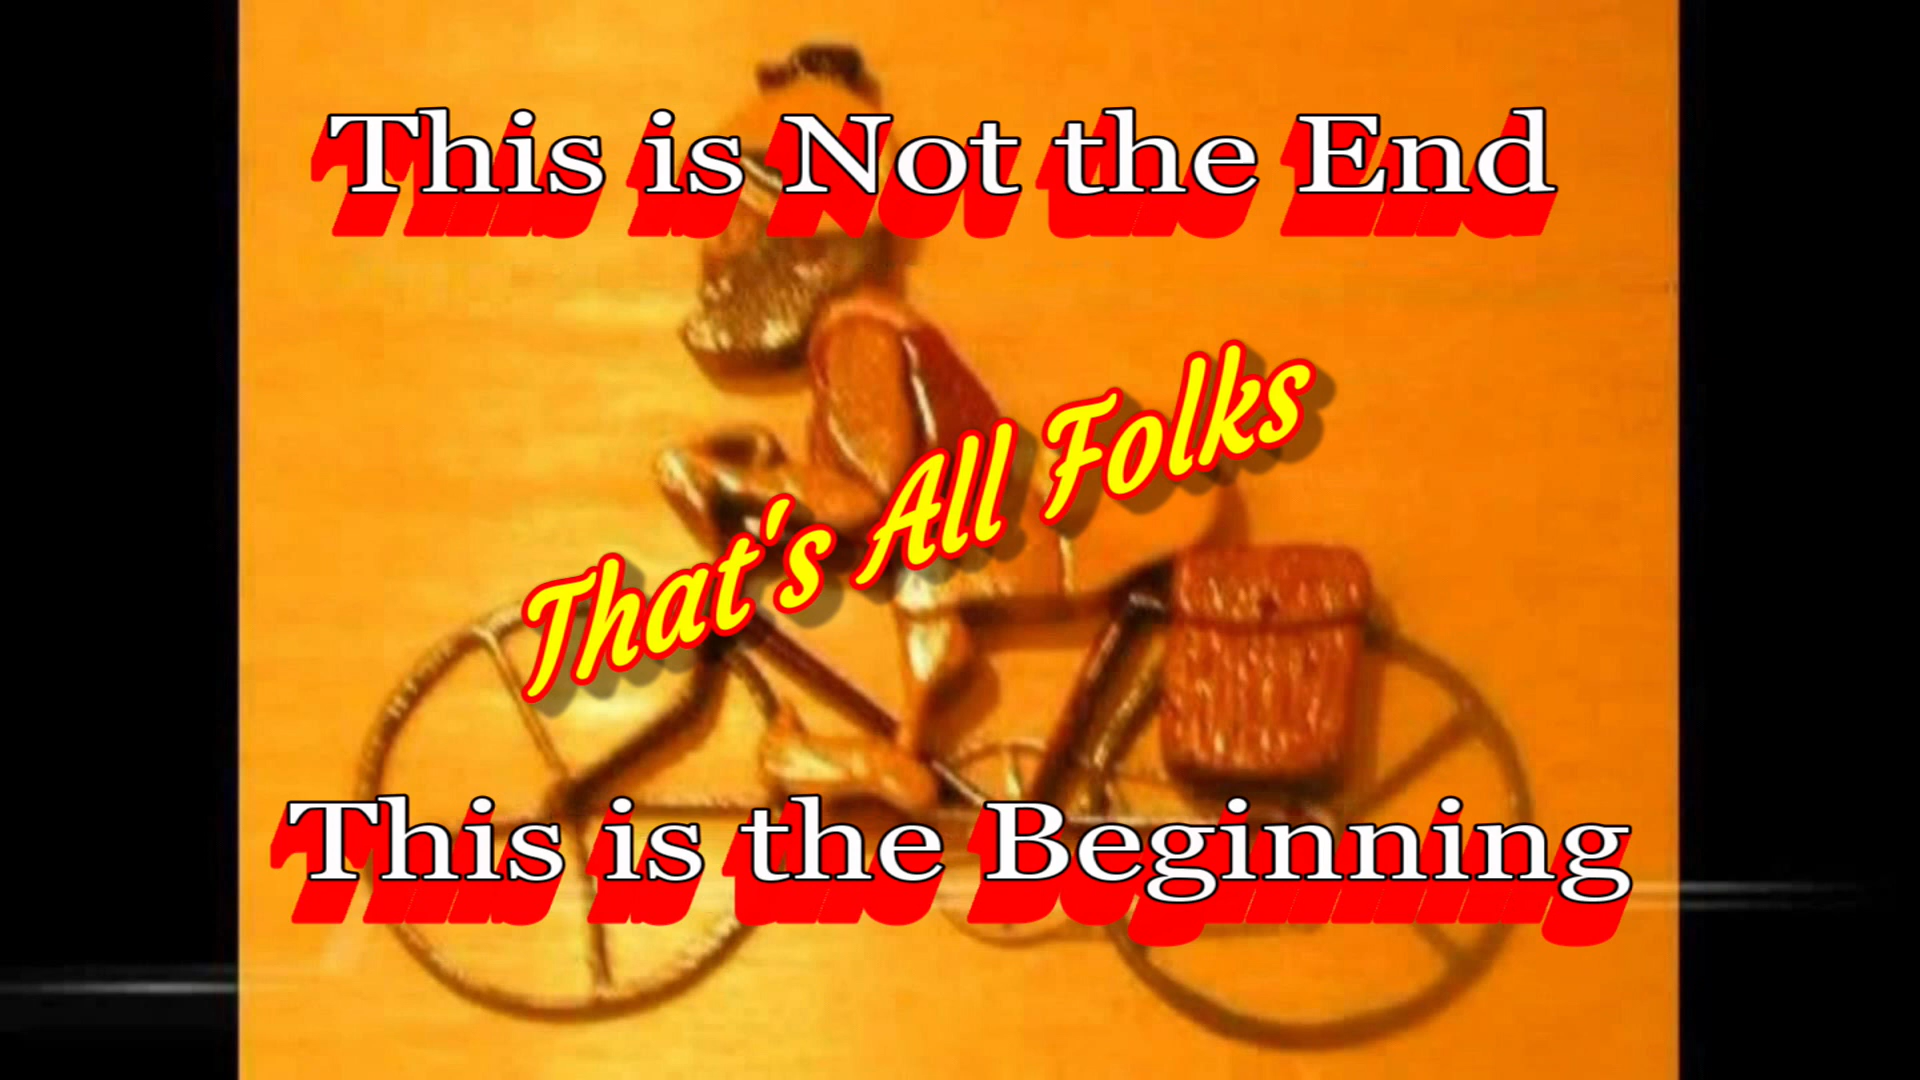 This is Not the End
That's All Folks
This is the Beginning